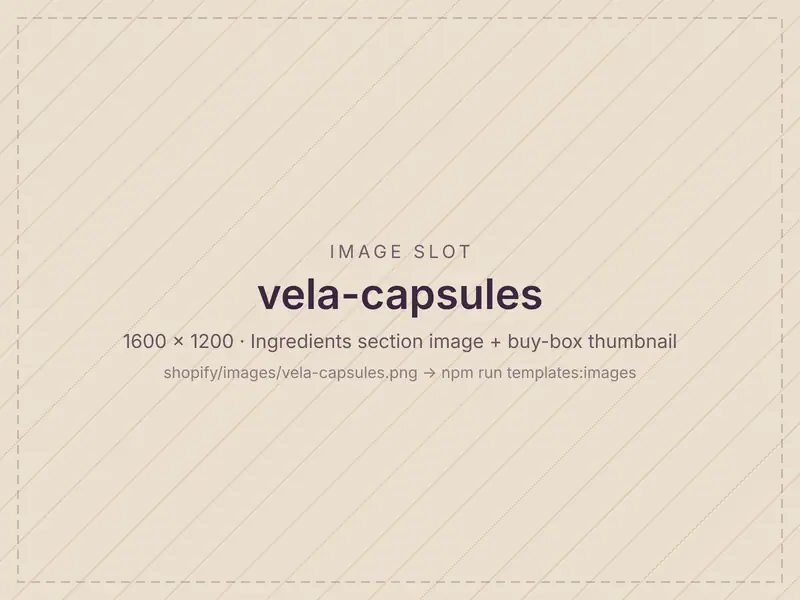 IMAGE SLOT
vela-capsules
1600 × 1200 · Ingredients section image + buy-box thumbnail
shopify/images/vela-capsules.png → npm run templates:images